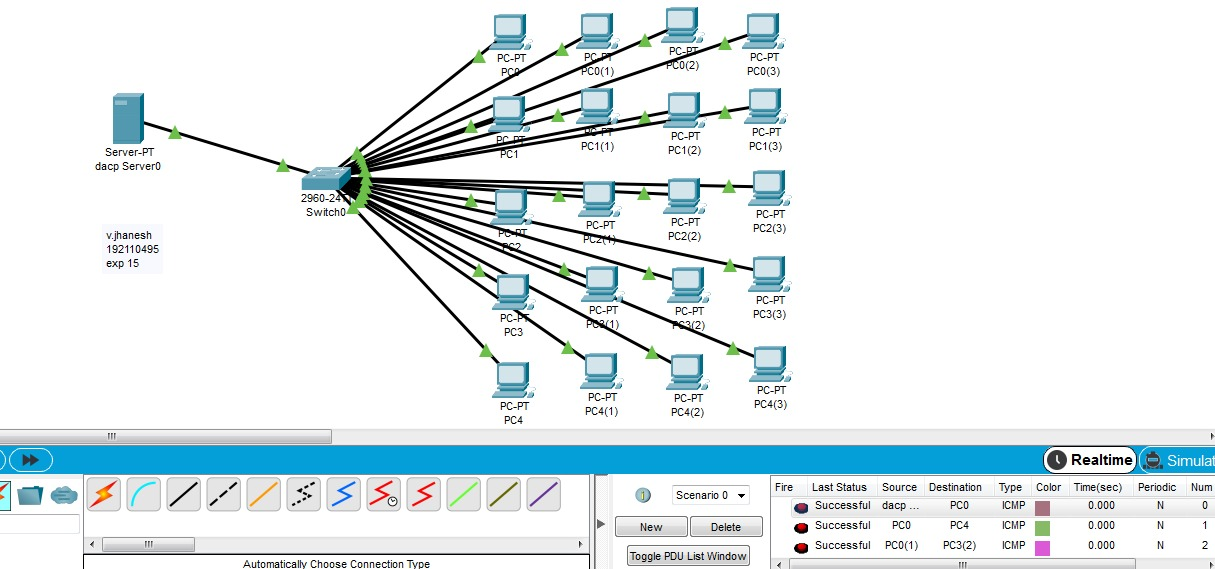 PC-PT
PC0
PC-PT
PC0(1)
PC-PT
PC0(2)
PC-PT
PC0(3)
Server-PT
dacp Server0
PC-PT
PC1
PC-PT
PC1(1)
PC-PT
PC1(2)
PC-PT
PC1(3)
2960-24T
Switch0
PC-PT
PC2
PC-PT
PC2(1)
PC-PT
PC2(2)
PC-PT
PC2(3)
v.jhanesh
192110495
exp 15
PC-PT
PC3
PC-PT
PC3(1)
PC-PT
PC3(2)
PC-PT
PC3(3)
PC-PT
PC4
PC-PT
PC4(1)
PC-PT
PC4(2)
PC-PT
PC4(3)
Realtime
Simulat
Scenario 0
New
Delete
Toggle PDU List Window
Automatically Choose Connection Type
Fire Last Status Source Destination Type Color Time(sec) Periodic Num
Successful dacp ... PC0 ICMP 0.000 N 0
Successful PC0 PC4 ICMP 0.000 N 1
Successful PC0(1) PC3(2) ICMP 0.000 N 2